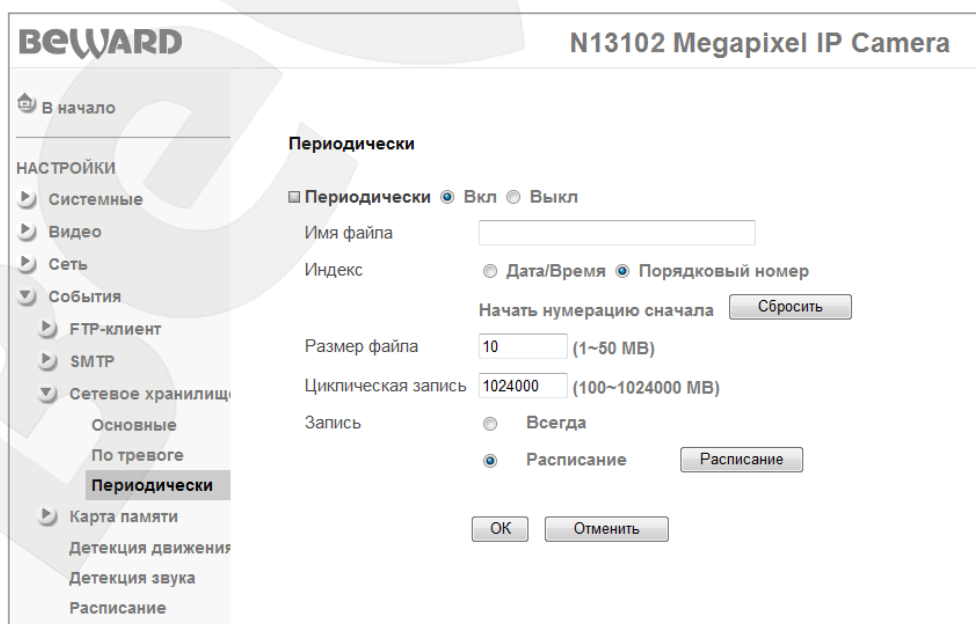 BEWARD
N13102 Megapixel IP Camera
В начало
НАСТРОЙКИ
Системные
Видео
Сеть
События
FTP-клиент
SMTP
Сетевое хранилищ
Основные
По тревоге
Периодически
Карта памяти
Детекция движения
Детекция звука
Расписание
Периодически
Периодически Вкл Выкл
Имя файла
Индекс Дата/Время Порядковый номер
Начать нумерацию сначала Сбросить
Размер файла 10 (1~50 MB)
Циклическая запись 1024000 (100~1024000 MB)
Запись Всегда
Расписание Расписание
ОК Отменить